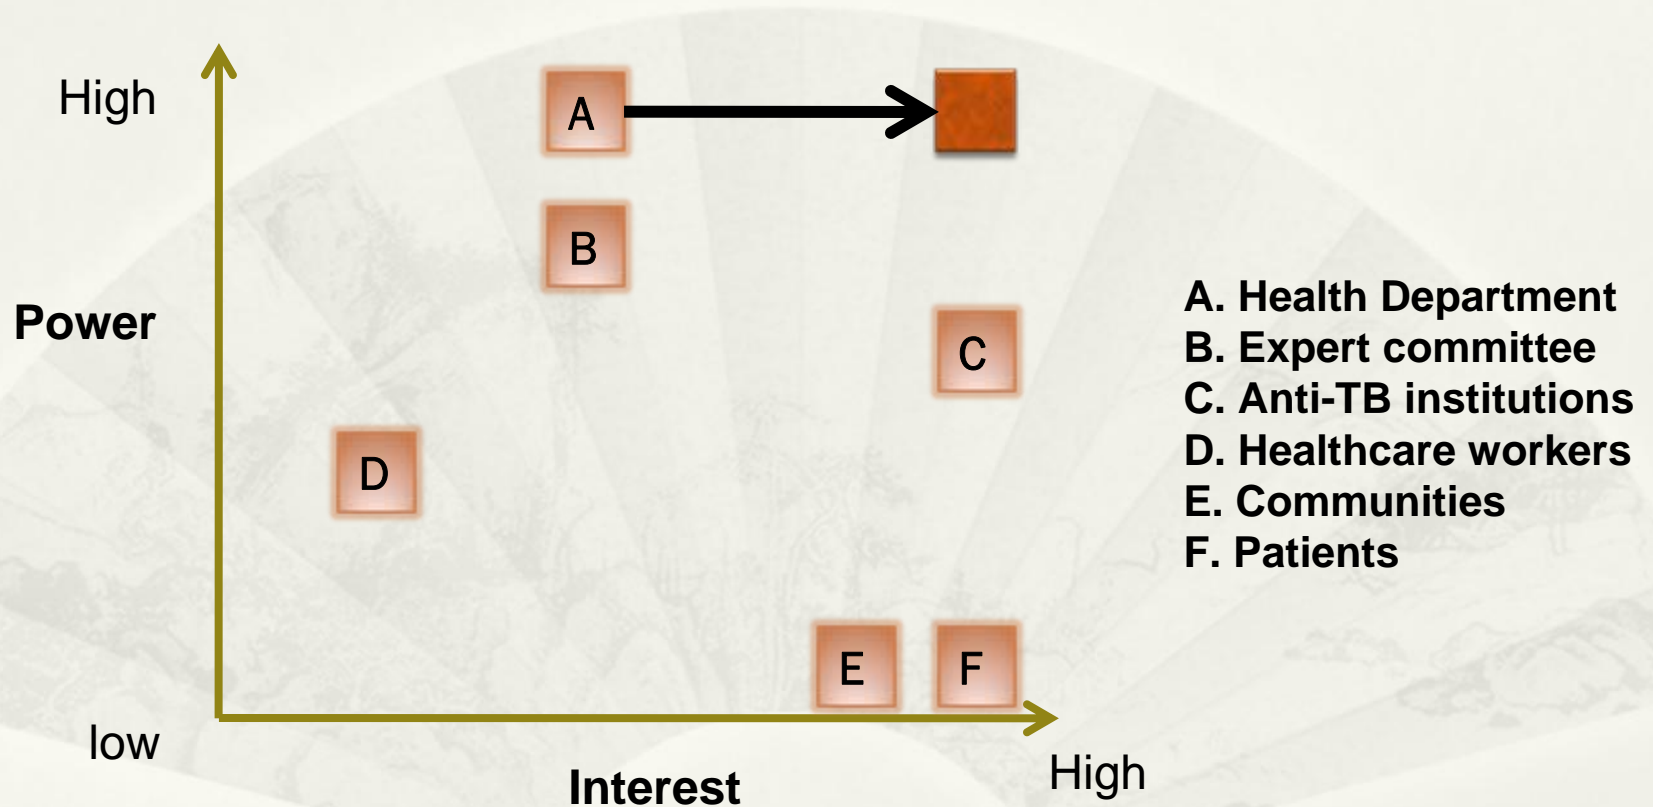 High
A
B
Power
C
D
E
F
low
Interest
High
A. Health Department
B. Expert committee
C. Anti-TB institutions
D. Healthcare workers
E. Communities
F. Patients